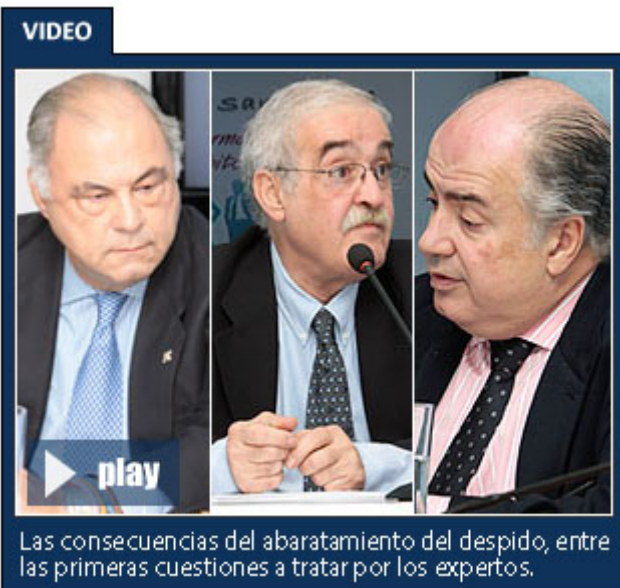 VIDEO
play
Las consecuencias del abaratamiento del despido, entre
las primeras cuestiones a tratar por los expertos.